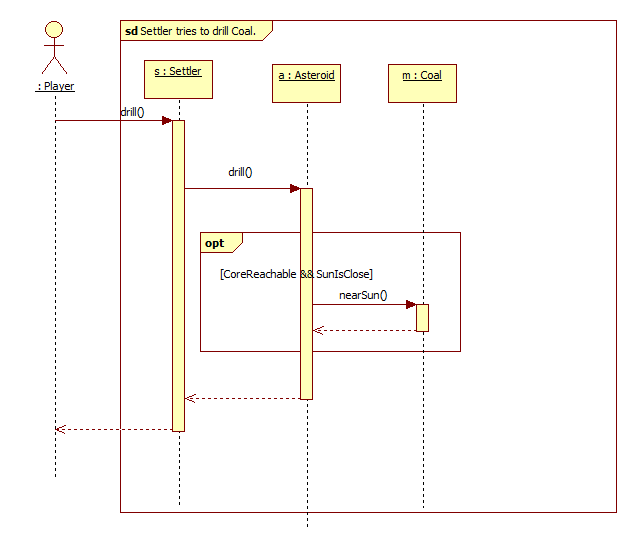 sd Settler tries to drill Coal.
: Player
s : Settler
a : Asteroid
m : Coal
drill()
drill()
opt
[CoreReachable && SunIsClose]
nearSun()